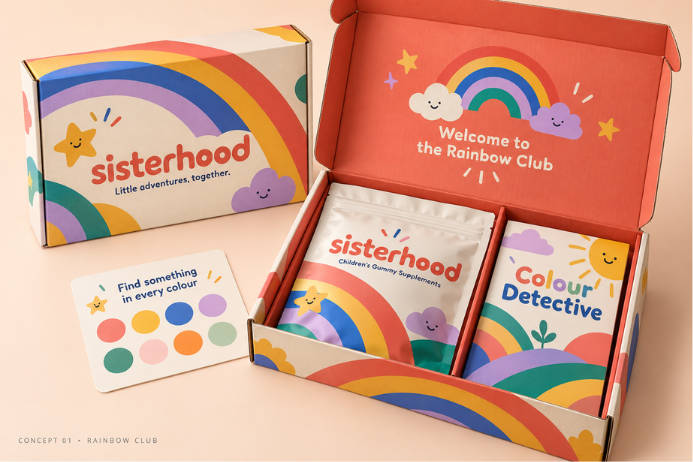 sisterhood
Little adventures, together.
Welcome to
the Rainbow Club
sisterhood
Children's Gummy Supplements
Colour
Detective
Find something
in every colour
CONCEPT 01 • RAINBOW CLUB